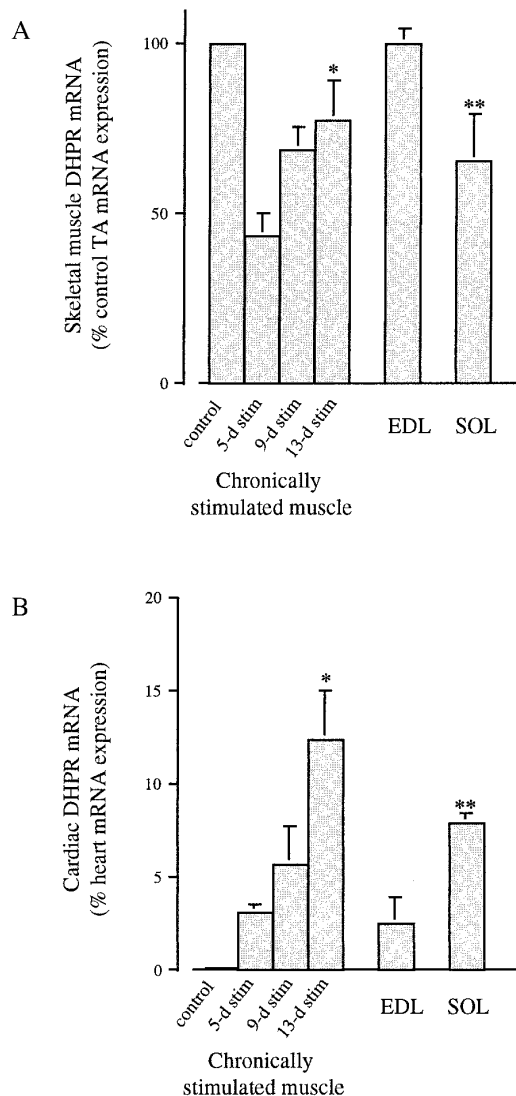 A
Skeletal muscle DHPR mRNA
(% control TA mRNA expression)
100
50
0
*
**
control
5-d stim
9-d stim
13-d stim
EDL
SOL
Chronically
stimulated muscle
B
Cardiac DHPR mRNA
(% heart mRNA expression)
20
15
10
5
0
*
**
control
5-d stim
9-d stim
13-d stim
EDL
SOL
Chronically
stimulated muscle